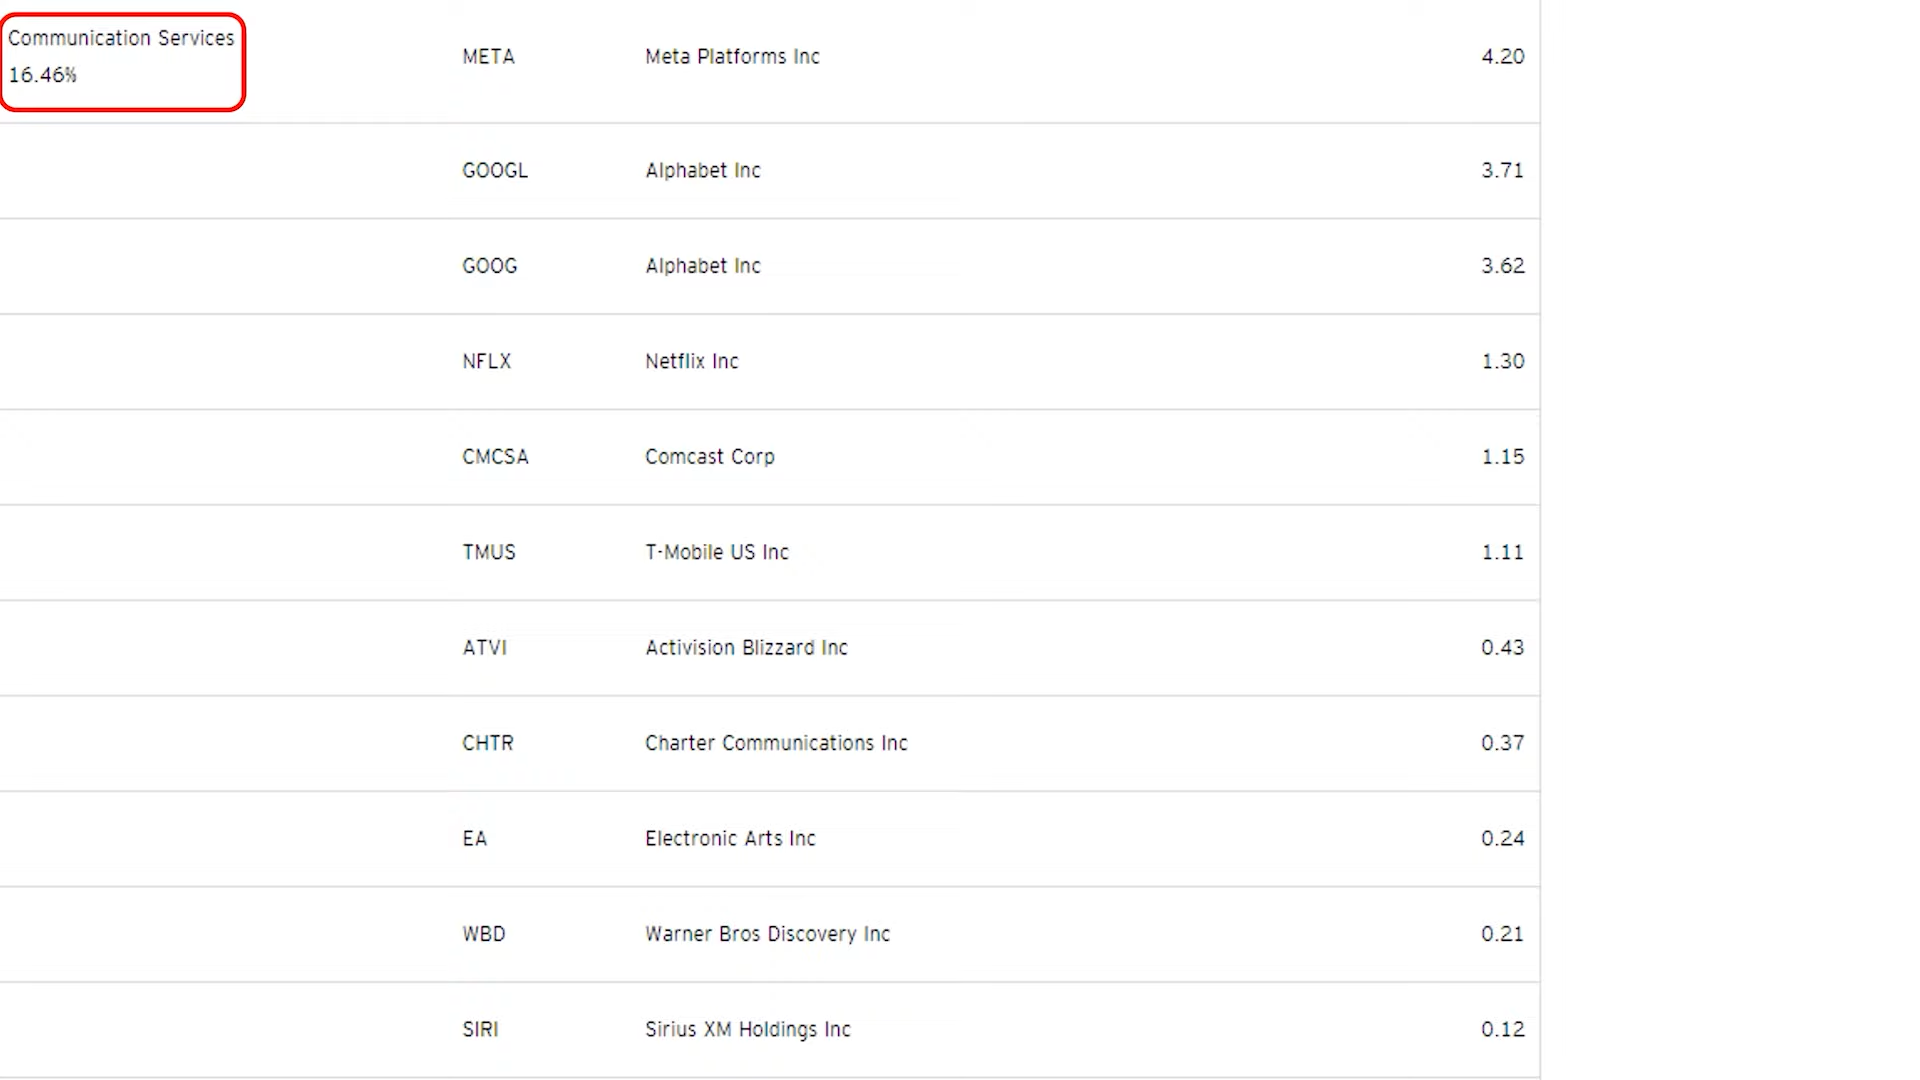 Communication Services
16.46%
META Meta Platforms Inc 4.20
GOOGL Alphabet Inc 3.71
GOOG Alphabet Inc 3.62
NFLX Netflix Inc 1.30
CMCSA Comcast Corp 1.15
TMUS T-Mobile US Inc 1.11
ATVI Activision Blizzard Inc 0.43
CHTR Charter Communications Inc 0.37
EA Electronic Arts Inc 0.24
WBD Warner Bros Discovery Inc 0.21
SIRI Sirius XM Holdings Inc 0.12